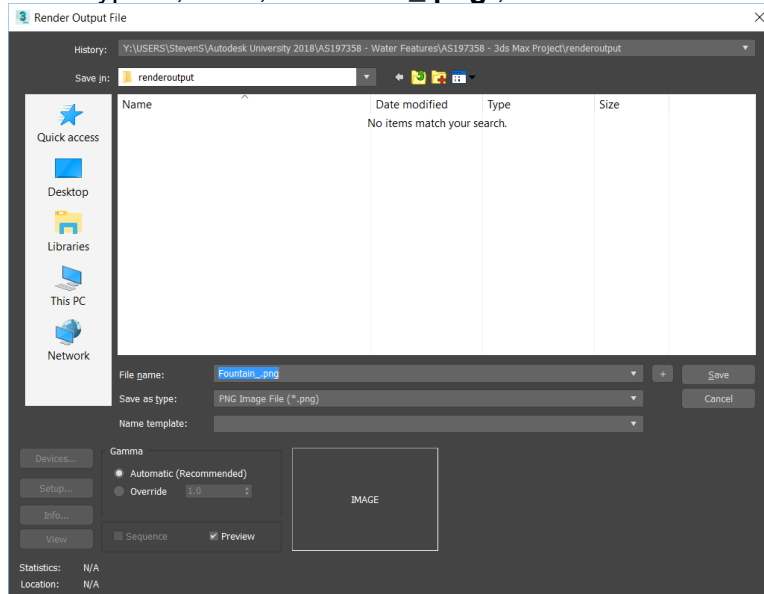 Render Output File
History: Y:\USERS\StevenS\Autodesk University 2018\AS197358 - Water Features\AS197358 - 3ds Max Project\renderoutput
Save in: renderoutput
Name Date modified Type Size
No items match your search.
Quick access
Desktop
Libraries
This PC
Network
File name: Fountain_.png +  Save
Save as type: PNG Image File (*.png) Cancel
Name template:
Devices...
Setup...
Info...
View
Gamma
Automatic (Recommended)
Override 1.0
Sequence Preview
IMAGE
Statistics: N/A
Location: N/A